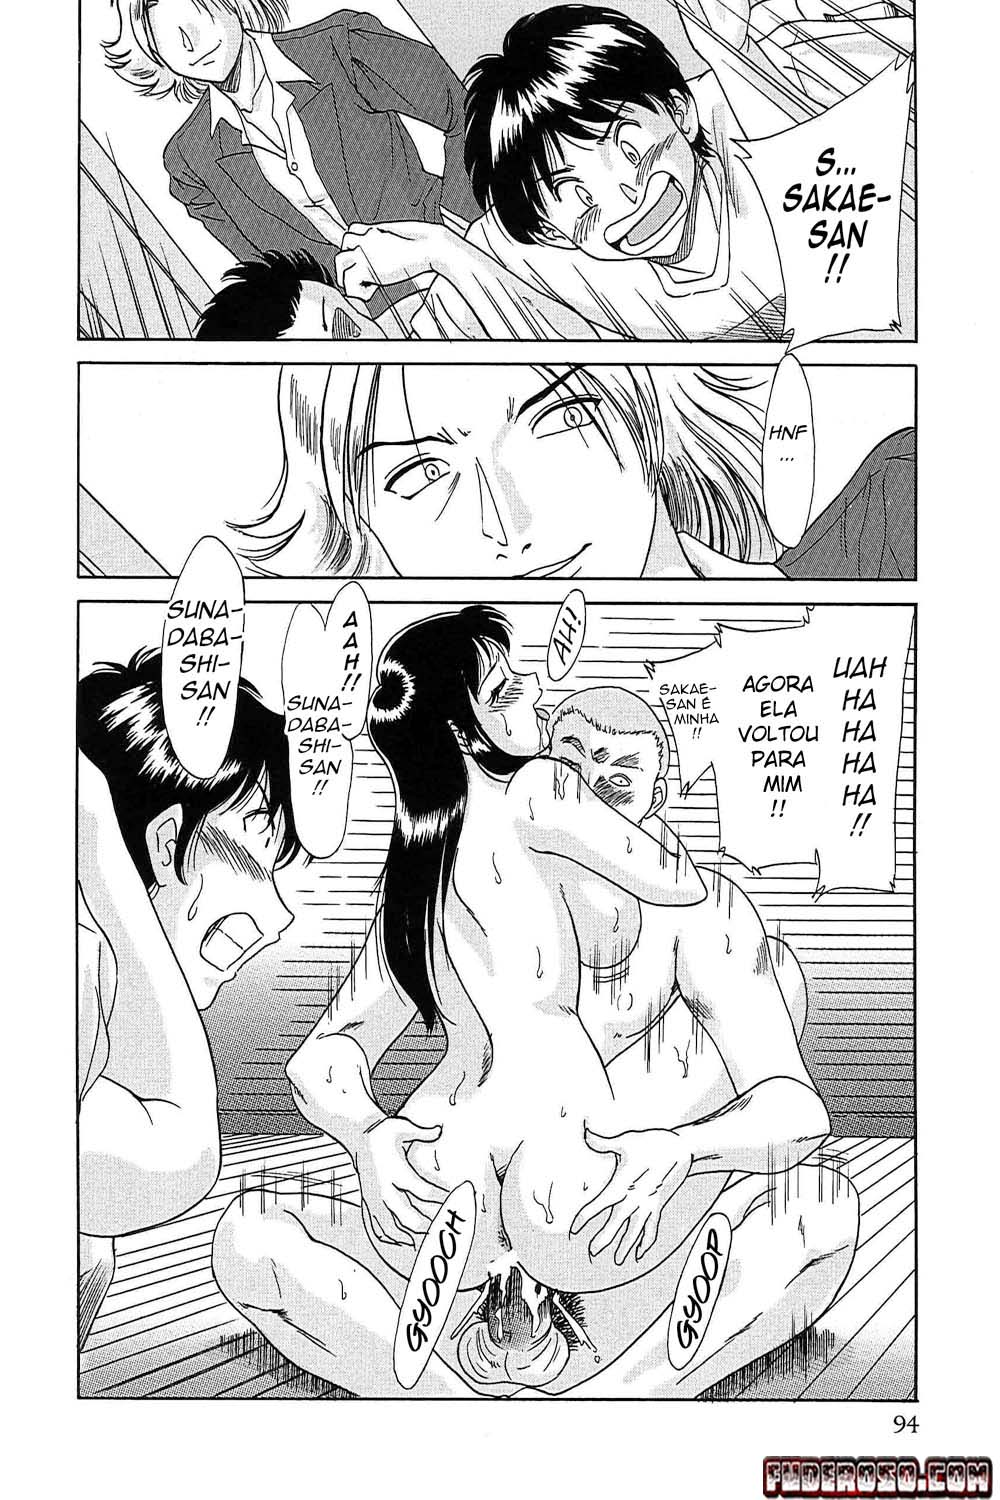 S...
SAKAE-
SAN
!!
HNF
...
UAH
HA
HA
HA
HA
!!
AGORA
ELA
VOLTOU
PARA
MIM
!!
SAKAE-
SAN É
MINHA
!!
AH!
AAH!!
SUNA-
DABA-
SHI-
SAN
!!
SUNA-
DABA-
SHI-
SAN
!!
GYOOCH
GYOOP
94
FUDEROSO.COM